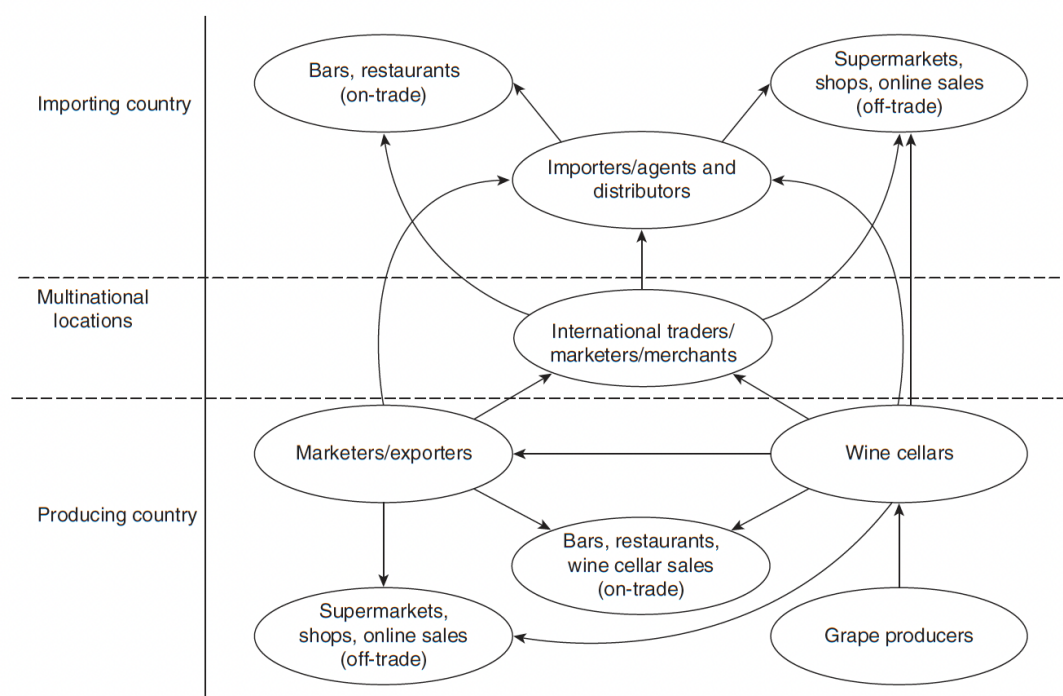 Importing country
Bars, restaurants
(on-trade)
Supermarkets,
shops, online sales
(off-trade)
Importers/agents and
distributors
Multinational
locations
International traders/
marketers/merchants
Producing country
Marketers/exporters
Wine cellars
Bars, restaurants,
wine cellar sales
(on-trade)
Supermarkets,
shops, online sales
(off-trade)
Grape producers